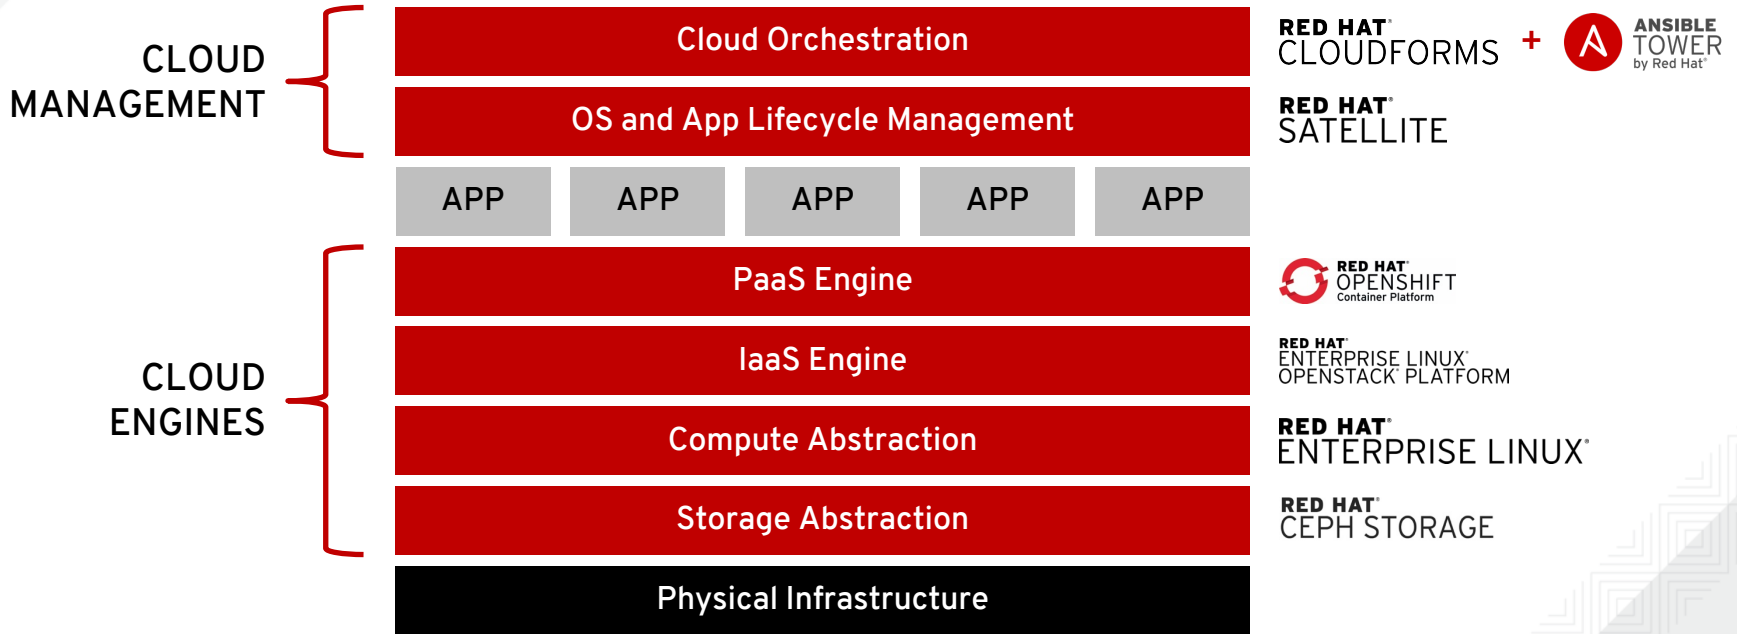 CLOUD
MANAGEMENT
Cloud Orchestration
RED HAT®
CLOUDFORMS
+
ANSIBLE
TOWER
by Red Hat®
OS and App Lifecycle Management
RED HAT®
SATELLITE
APP APP APP APP APP
CLOUD
ENGINES
PaaS Engine
RED HAT®
OPENSHIFT
Container Platform
IaaS Engine
RED HAT®
ENTERPRISE LINUX®
OPENSTACK® PLATFORM
Compute Abstraction
RED HAT®
ENTERPRISE LINUX®
Storage Abstraction
RED HAT®
CEPH STORAGE
Physical Infrastructure